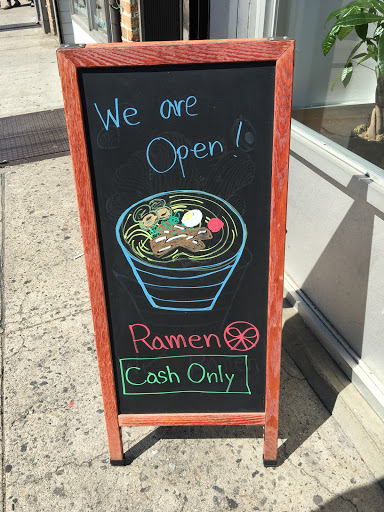 We are
Open!
Ramen
Cash Only